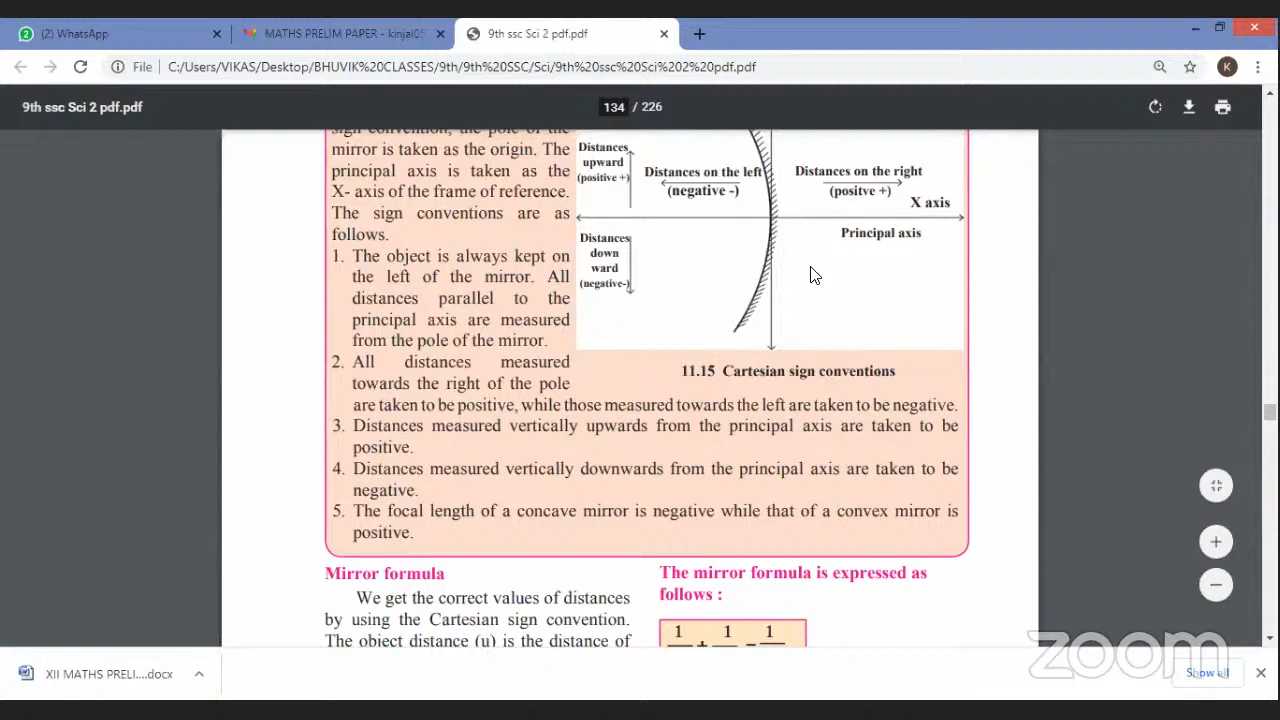 (2) WhatsApp
MATHS PRELIM PAPER - kinjal05
9th ssc Sci 2 pdf.pdf
File
C:/Users/VIKAS/Desktop/BHUVIK%20CLASSES/9th/9th%20SSC/Sci/9th%20ssc%20Sci%202%20pdf.pdf
K
9th ssc Sci 2 pdf.pdf
134 / 226
sign convention, the pole of the
mirror is taken as the origin. The
principal axis is taken as the
X- axis of the frame of reference.
The sign conventions are as
follows.
1. The object is always kept on
the left of the mirror. All
distances parallel to the
principal axis are measured
from the pole of the mirror.
2. All distances measured
towards the right of the pole
are taken to be positive, while those measured towards the left are taken to be negative.
3. Distances measured vertically upwards from the principal axis are taken to be
positive.
4. Distances measured vertically downwards from the principal axis are taken to be
negative.
5. The focal length of a concave mirror is negative while that of a convex mirror is
positive.
Distances
upward
(positive +)
Distances on the left
(negative -)
Distances on the right
(positve +)
X axis
Principal axis
Distances
down
ward
(negative-)
11.15 Cartesian sign conventions
Mirror formula
We get the correct values of distances
by using the Cartesian sign convention.
The object distance (u) is the distance of
The mirror formula is expressed as
follows :
1 + 1 = 1
zoom
XII MATHS PRELI....docx
Show all